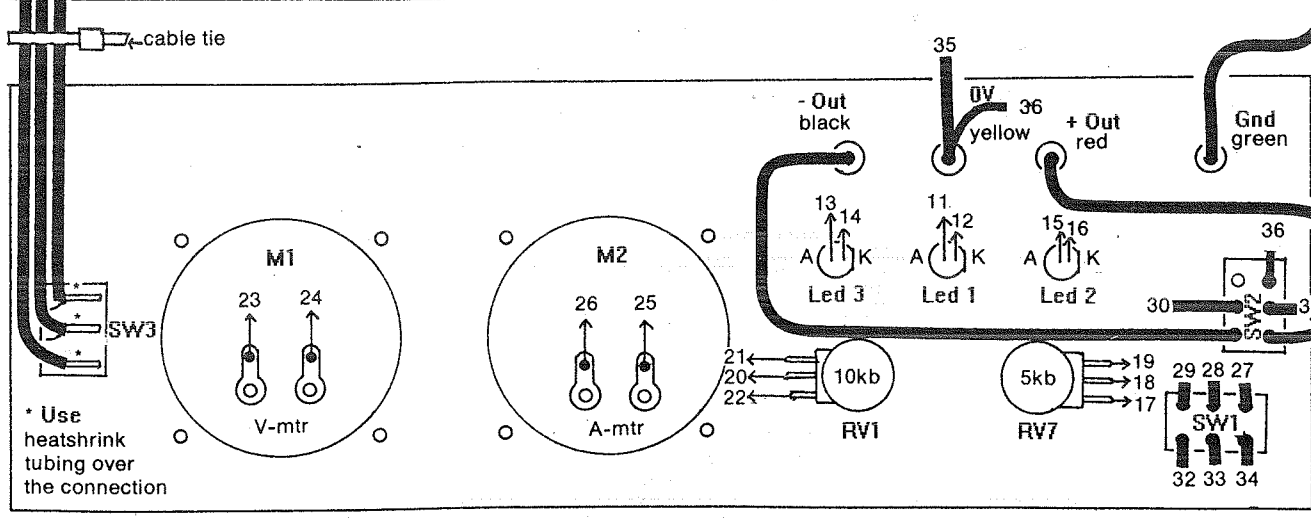 cable tie
35
- Out
black
0V
36
yellow
+ Out
red
Gnd
green
13
14
11
12
15
16
36
A
K
A
K
A
K
Led 3
Led 1
Led 2
M1
M2
23
24
26
25
*
*
*
SW3
30
SW2
3
21
20
22
10kb
5kb
19
18
17
29 28 27
V-mtr
A-mtr
RV1
RV7
SW1
32 33 34
* Use
heatshrink
tubing over
the connection